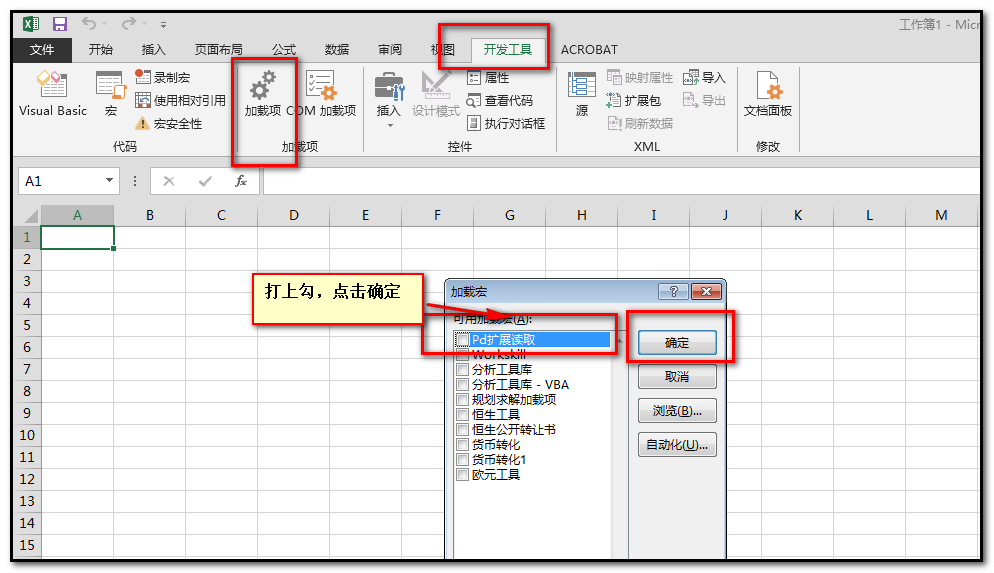 工作簿1 - Micr
文件 开始 插入 页面布局 公式 数据 审阅 视图 开发工具 ACROBAT
Visual Basic 宏 录制宏 使用相对引用 宏安全性
代码
加载项 COM 加载项
加载项
插入 设计模式 属性 查看代码 执行对话框
控件
源 映射属性 扩展包 刷新数据 导入 导出
XML
文档面板
修改
A1 fx
A B C D E F G H I J K L M
1
2
3
4
5
6
7
8
9
10
11
12
13
14
15
打上勾，点击确定
加载宏 ?
可用加载宏(A):
Pd扩展读取
Workskill
分析工具库
分析工具库 - VBA
规划求解加载项
恒生工具
恒生公开转让书
货币转化
货币转化1
欧元工具
确定
取消
浏览(B)...
自动化(U)...